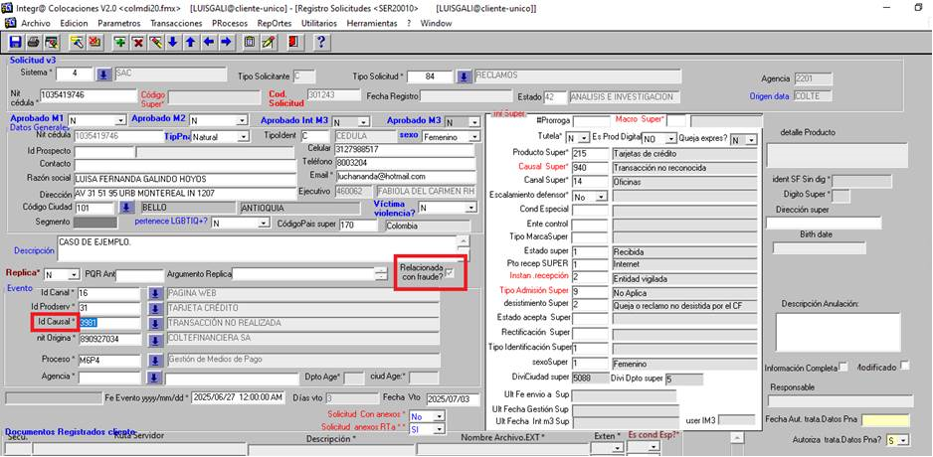 Integr@ Colocaciones V2.0 <colmdi20.fmx> [LUISGALI@cliente-unico] - [Registro Solicitudes <SER20010> [LUISGALI@cliente-unico]]
Archivo Edicion Parametros Transacciones PRocesos RepOrtes Utilitarios Herramientas ? Window
Solicitud v3
Sistema * 4 SAC Tipo Solicitante C Tipo Solicitud * 84 RECLAMOS
Agencia 2201
Nit cédula * 1035419746 Código Super* Cod. Solicitud 301243 Fecha Registro Estado 42 ANALISIS E INVESTIGACION Origen data COLTE
Aprobado M1 N Aprobado M2 N Aprobado Int M3 N Aprobado M3 N
Datos Generales
Nit cédula 1035419746 TipPna Natural TipoIdent C CEDULA sexo Femenino
Id Prospecto Celular 3127988517
Contacto Teléfono 8003204
Razón social LUISA FERNANDA GALINDO HOYOS Email * luchananda@hotmail.com
Dirección AV 31 51 95 URB MONTEREAL IN 1207 Ejecutivo 460062 FABIOLA DEL CARMEN RH
Código Ciudad 101 BELLO ANTIOQUIA Víctima violencia? N
Segmento pertenece LGBTIQ+? N CódigoPais super 170 Colombia
Descripción CASO DE EJEMPLO.
Replica* N PQR Ant Argumento Replica Relacionada con fraude?
Evento
Id Canal * 16 PAGINA WEB
Id Prodserv * 31 TARJETA CRÉDITO
Id Causal * 3981 TRANSACCIÓN NO REALIZADA
nit Origina * 890927034 COLTEFINANCIERA SA
Proceso * M6P4 Gestión de Medios de Pago
Agencia * Dpto Age* ciud Age:*
Fe Evento yyyy/mm/dd * 2025/06/27 12:00:00 AM Días vto 3 Fecha Vto 2025/07/03
Solicitud Con anexos * No
Solicitud anexos RTa * * SI
Documentos Registrados cliente
Secu. Ruta Servidor Descripción * Nombre Archivo.EXT * Exten * Es cond Esp?*
Ini Super
#Prorroga Macro Super*
Tutela* N Es Prod Digital NO Queja expres? N
Producto Super* 215 Tarjetas de crédito
Causal Super* 940 Transacción no reconocida
Canal Super* 14 Oficinas
Escalamiento defensor* No
Cond Especial
Ente control
Tipo MarcaSuper
Estado super 1 Recibida
Pto recep SUPER 1 Internet
Instan .recepción 2 Entidad vigilada
Tipo Admisión Super 9 No Aplica
desistimiento Super 2 Queja o reclamo no desistida por el CF
Estado acepta Super
Rectificación Super
Tipo Identificación Super 1
sexoSuper 1 Femenino
DiviCiudad super 5088 Divi Dpto super 5
Ult Fe envio a Sup
Ult Fecha Gestión Sup
Ult Fecha Int m3 Sup user IM3
detalle Producto
ident SF Sin dig *
Digito Super *
Dirección super
Birth date
Descripción Anulación:
Información Completa Modificado
Responsable
Fecha Aut. trata.Datos Pna
Autoriza trata.Datos Pna? S